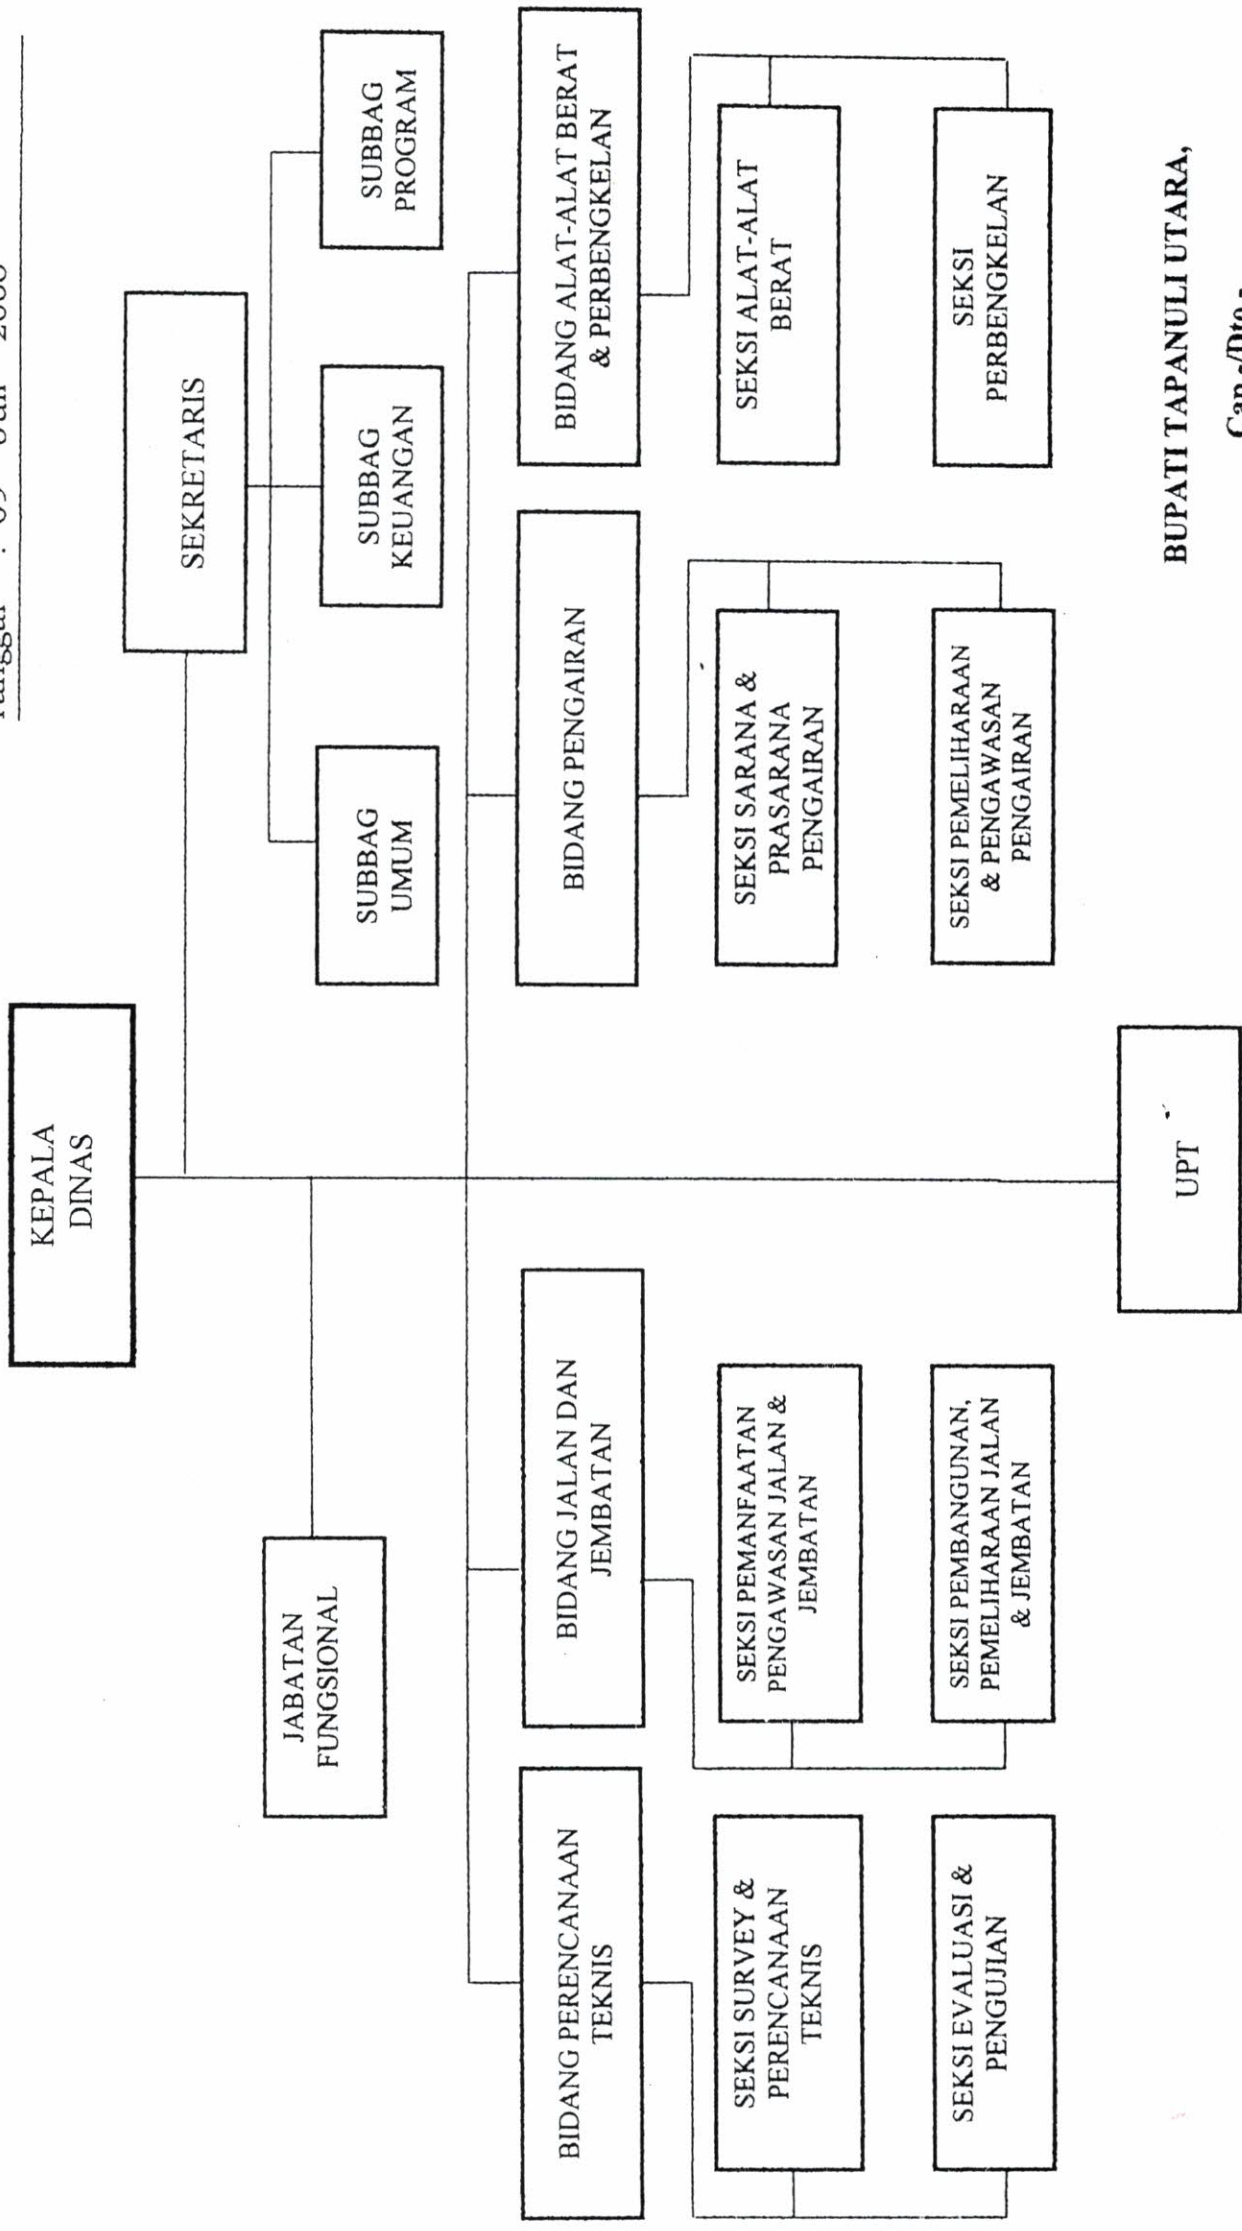 KEPALA
DINAS
SEKRETARIS
JABATAN
FUNGSIONAL
SUBBAG
UMUM
SUBBAG
KEUANGAN
SUBBAG
PROGRAM
BIDANG PERENCANAAN
TEKNIS
BIDANG JALAN DAN
JEMBATAN
BIDANG PENGAIRAN
BIDANG ALAT-ALAT BERAT
& PERBENGKELAN
SEKSI SURVEY &
PERENCANAAN
TEKNIS
SEKSI PEMANFAATAN
PENGAWASAN JALAN &
JEMBATAN
SEKSI SARANA &
PRASARANA
PENGAIRAN
SEKSI ALAT-ALAT
BERAT
SEKSI EVALUASI &
PENGUJIAN
SEKSI PEMBANGUNAN,
PEMELIHARAAN JALAN
& JEMBATAN
SEKSI PEMELIHARAAN
& PENGAWASAN
PENGAIRAN
SEKSI
PERBENGKELAN
UPT
BUPATI TAPANULI UTARA,